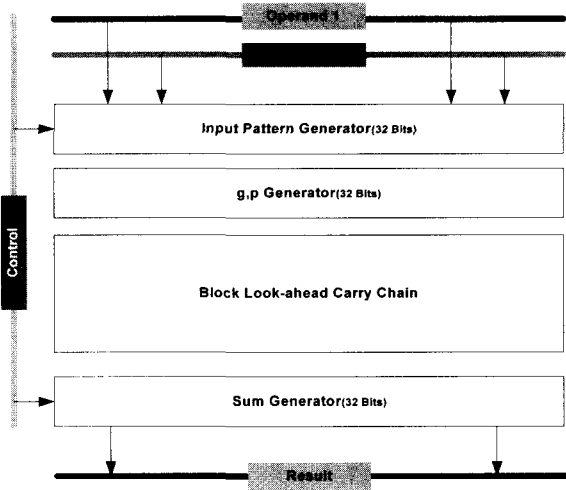 Operand 1
Input Pattern Generator(32 Bits)
g,p Generator(32 Bits)
Control
Block Look-ahead Carry Chain
Sum Generator(32 Bits)
Result